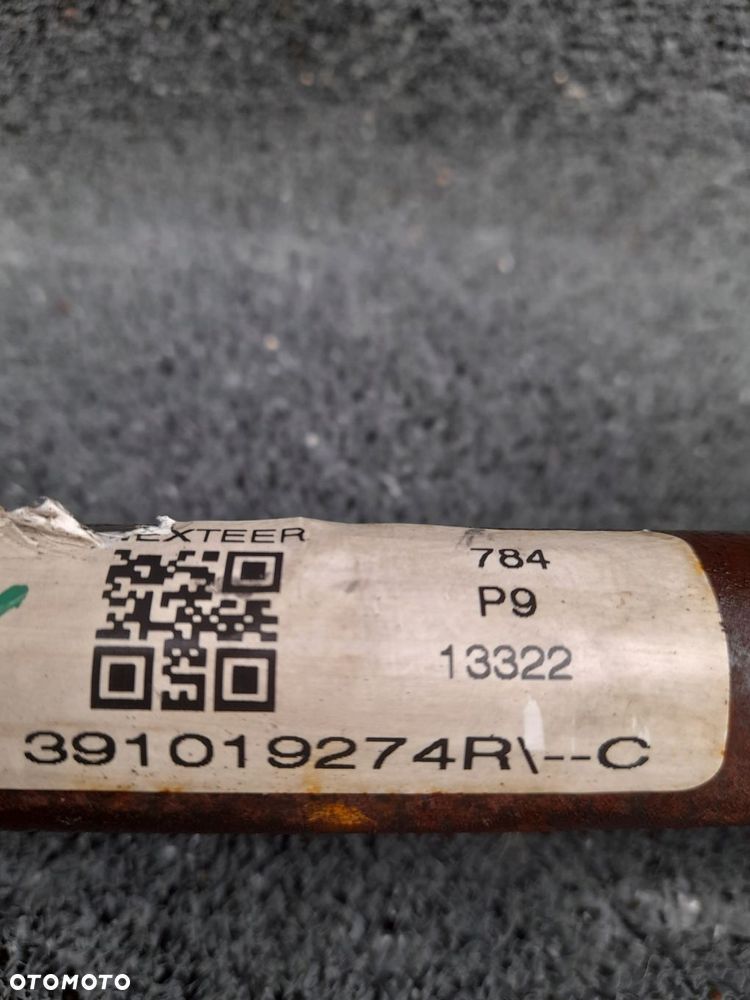 EXTEER
784
P9
13322
391019274R\--C
OTOMOTO